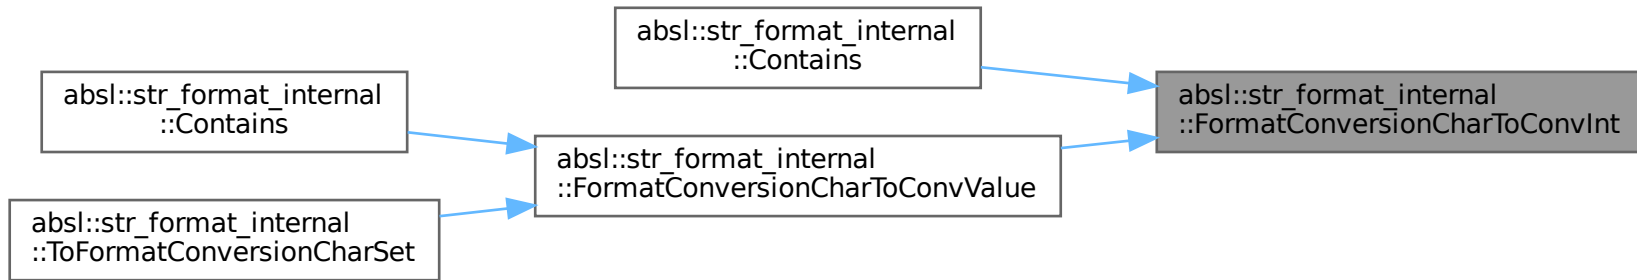 absl::str_format_internal
::Contains
absl::str_format_internal
::Contains
absl::str_format_internal
::FormatConversionCharToConvInt
absl::str_format_internal
::FormatConversionCharToConvValue
absl::str_format_internal
::ToFormatConversionCharSet